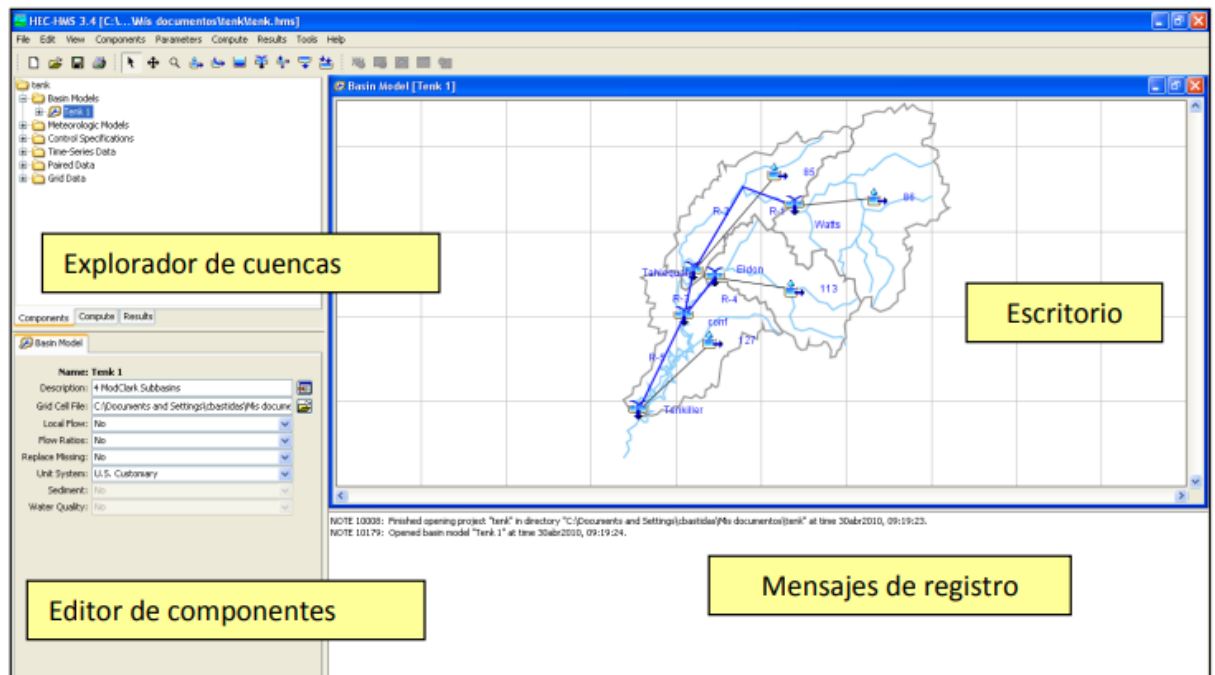 HEC-HMS 3.4 [C:\...\Mis documentos\tenk\tenk.hms]
File Edit View Components Parameters Compute Results Tools Help
tenk
Basin Models
Tenk 1
Meteorologic Models
Control Specifications
Time-Series Data
Paired Data
Grid Data
Explorador de cuencas
Components Compute Results
Basin Model
Name: Tenk 1
Description: 4 ModClark Subbasins
Grid Cell File: C:\Documents and Settings\cbastidas\Mis docume
Local Flow: No
Flow Ratios: No
Replace Missing: No
Unit System: U.S. Customary
Sediment: No
Water Quality: No
Editor de componentes
Basin Model [Tenk 1]
85
86
R-2
R-1
Watts
Eldon
113
R-3
R-4
conf
127
R-5
Tenkiller
Escritorio
NOTE 10008: Finished opening project "tenk" in directory "C:\Documents and Settings\cbastidas\Mis documentos\tenk" at time 30abr2010, 09:19:23.
NOTE 10179: Opened basin model "Tenk 1" at time 30abr2010, 09:19:24.
Mensajes de registro